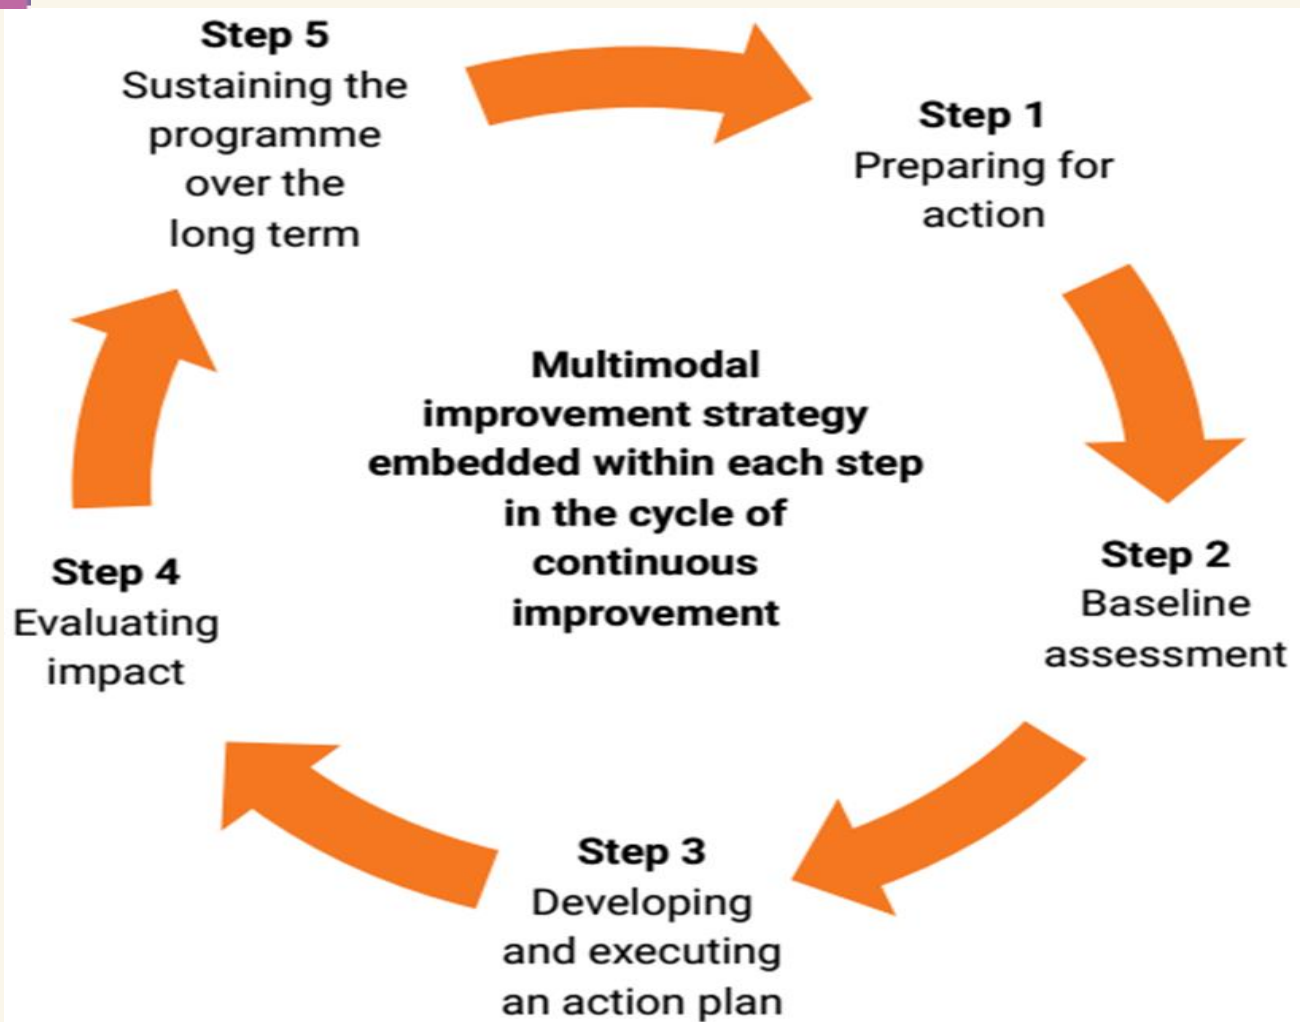 Step 5
Sustaining the
programme
over the
long term
Step 1
Preparing for
action
Multimodal
improvement strategy
embedded within each step
in the cycle of
continuous
improvement
Step 2
Baseline
assessment
Step 4
Evaluating
impact
Step 3
Developing
and executing
an action plan